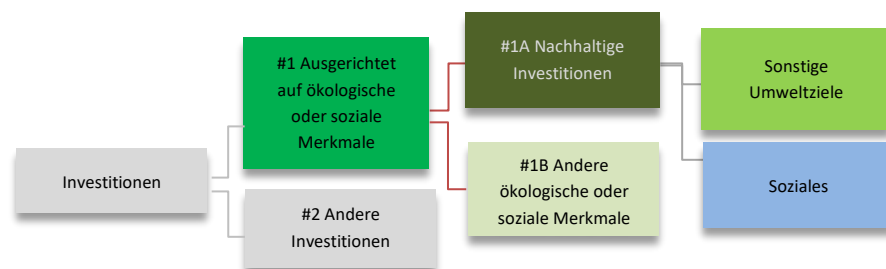 Investitionen
#1 Ausgerichtet
auf ökologische
oder soziale
Merkmale
#2 Andere
Investitionen
#1A Nachhaltige
Investitionen
#1B Andere
ökologische oder
soziale Merkmale
Sonstige
Umweltziele
Soziales